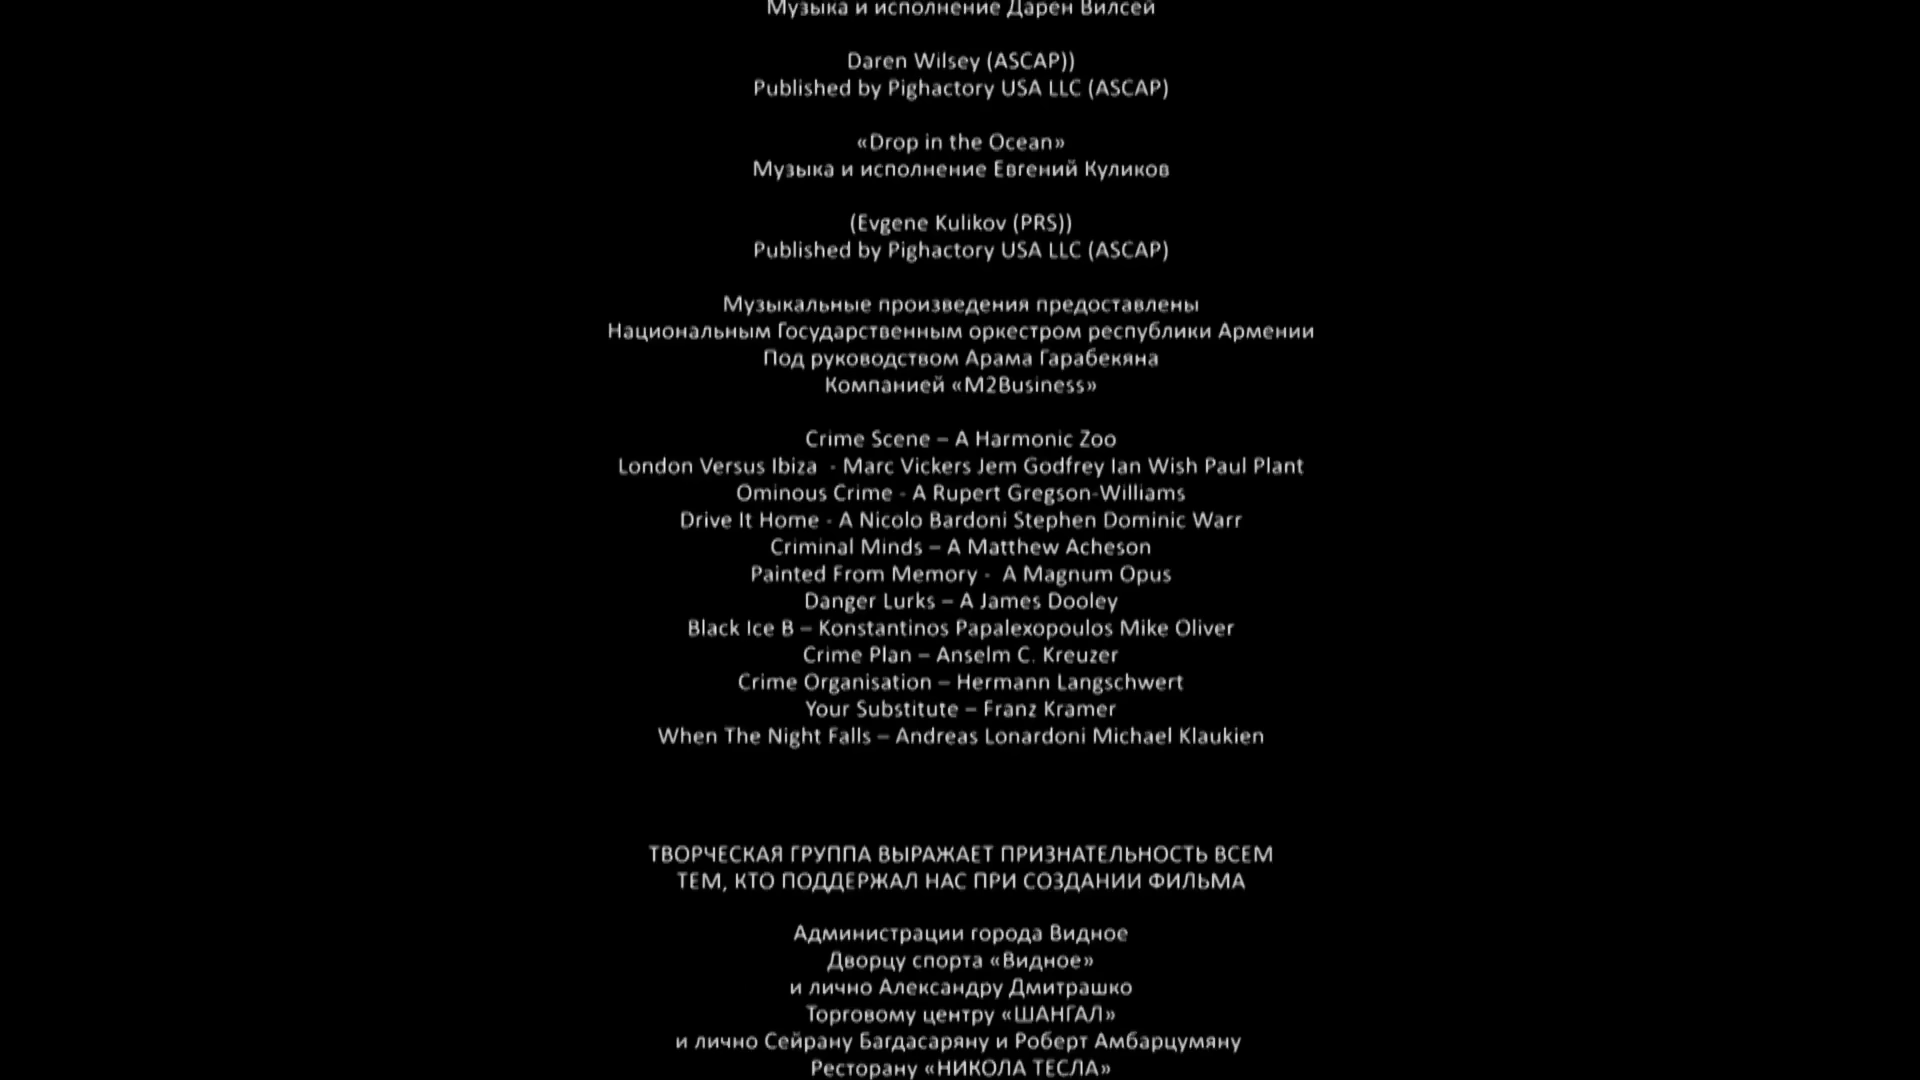 Музыка и исполнение Дарен Вилсей
Daren Wilsey (ASCAP))
Published by Pighactory USA LLC (ASCAP)
«Drop in the Ocean»
Музыка и исполнение Евгений Куликов
(Evgene Kulikov (PRS))
Published by Pighactory USA LLC (ASCAP)
Музыкальные произведения предоставлены
Национальным Государственным оркестром республики Армении
Под руководством Арама Гарабекяна
Компанией «M2Business»
Crime Scene – A Harmonic Zoo
London Versus Ibiza - Marc Vickers Jem Godfrey Ian Wish Paul Plant
Ominous Crime - A Rupert Gregson-Williams
Drive It Home - A Nicolo Bardoni Stephen Dominic Warr
Criminal Minds – A Matthew Acheson
Painted From Memory - A Magnum Opus
Danger Lurks – A James Dooley
Black Ice B – Konstantinos Papalexopoulos Mike Oliver
Crime Plan – Anselm C. Kreuzer
Crime Organisation – Hermann Langschwert
Your Substitute – Franz Kramer
When The Night Falls – Andreas Lonardoni Michael Klaukien
ТВОРЧЕСКАЯ ГРУППА ВЫРАЖАЕТ ПРИЗНАТЕЛЬНОСТЬ ВСЕМ
ТЕМ, КТО ПОДДЕРЖАЛ НАС ПРИ СОЗДАНИИ ФИЛЬМА
Администрации города Видное
Дворцу спорта «Видное»
и лично Александру Дмитрашко
Торговому центру «ШАНГАЛ»
и лично Сейрану Багдасаряну и Роберт Амбарцумяну
Ресторану «НИКОЛА ТЕСЛА»